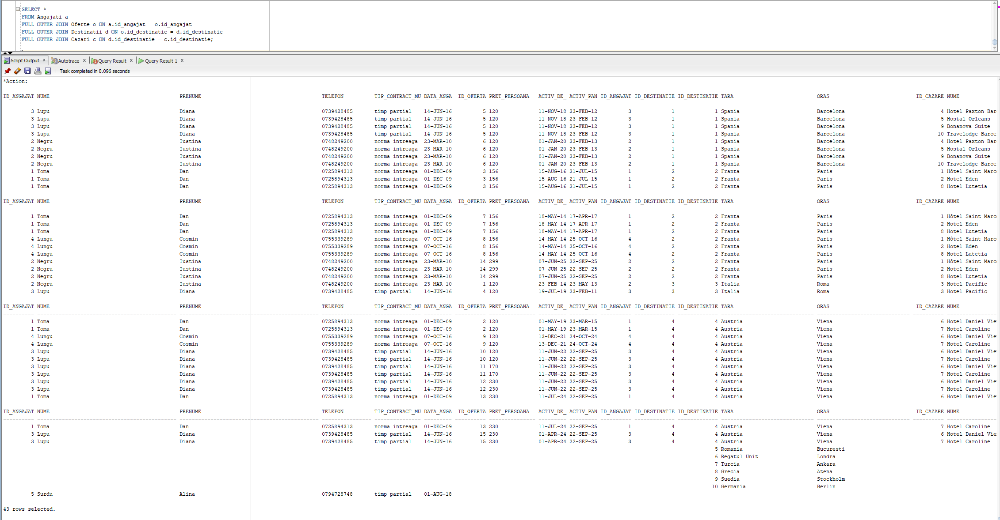 SELECT *
FROM Angajati a
FULL OUTER JOIN Oferte o ON a.id_angajat = o.id_angajat
FULL OUTER JOIN Destinatii d ON o.id_destinatie = d.id_destinatie
FULL OUTER JOIN Cazari c ON d.id_destinatie = c.id_destinatie;
Script Output x Autotrace x Query Result x Query Result 1 x
Task completed in 0.096 seconds
*Action:
ID_ANGAJAT NUME PRENUME TELEFON TIP_CONTRACT_MU DATA_ANGA ID_OFERTA PRET_PERSOANA ACTIV_DE_ ACTIV_PAN ID_ANGAJAT ID_DESTINATIE ID_DESTINATIE TARA ORAS ID_CAZARE NUME
3 Lupu Diana 0739428485 timp partial 14-JUN-16 5 120 11-NOV-18 23-FEB-12 3 1 1 Spania Barcelona 4 Hotel Paxton Bar
3 Lupu Diana 0739428485 timp partial 14-JUN-16 5 120 11-NOV-18 23-FEB-12 3 1 1 Spania Barcelona 5 Hostal Orleans
3 Lupu Diana 0739428485 timp partial 14-JUN-16 5 120 11-NOV-18 23-FEB-12 3 1 1 Spania Barcelona 9 Bonanova Suite
3 Lupu Diana 0739428485 timp partial 14-JUN-16 5 120 11-NOV-18 23-FEB-12 3 1 1 Spania Barcelona 10 Travelodge Barce
2 Negru Iustina 0748249200 norma intreaga 23-MAR-10 6 120 01-JAN-20 23-FEB-13 2 1 1 Spania Barcelona 4 Hotel Paxton Bar
2 Negru Iustina 0748249200 norma intreaga 23-MAR-10 6 120 01-JAN-20 23-FEB-13 2 1 1 Spania Barcelona 5 Hostal Orleans
2 Negru Iustina 0748249200 norma intreaga 23-MAR-10 6 120 01-JAN-20 23-FEB-13 2 1 1 Spania Barcelona 9 Bonanova Suite
2 Negru Iustina 0748249200 norma intreaga 23-MAR-10 6 120 01-JAN-20 23-FEB-13 2 1 1 Spania Barcelona 10 Travelodge Barce
1 Toma Dan 0725894313 norma intreaga 01-DEC-09 3 156 15-AUG-16 21-JUL-15 1 2 2 Franta Paris 1 Hôtel Saint Marc
1 Toma Dan 0725894313 norma intreaga 01-DEC-09 3 156 15-AUG-16 21-JUL-15 1 2 2 Franta Paris 2 Hotel Eden
1 Toma Dan 0725894313 norma intreaga 01-DEC-09 3 156 15-AUG-16 21-JUL-15 1 2 2 Franta Paris 8 Hotel Lutetia
ID_ANGAJAT NUME PRENUME TELEFON TIP_CONTRACT_MU DATA_ANGA ID_OFERTA PRET_PERSOANA ACTIV_DE_ ACTIV_PAN ID_ANGAJAT ID_DESTINATIE ID_DESTINATIE TARA ORAS ID_CAZARE NUME
1 Toma Dan 0725894313 norma intreaga 01-DEC-09 7 156 18-MAY-14 17-APR-17 1 2 2 Franta Paris 1 Hôtel Saint Marc
1 Toma Dan 0725894313 norma intreaga 01-DEC-09 7 156 18-MAY-14 17-APR-17 1 2 2 Franta Paris 2 Hotel Eden
1 Toma Dan 0725894313 norma intreaga 01-DEC-09 7 156 18-MAY-14 17-APR-17 1 2 2 Franta Paris 8 Hotel Lutetia
4 Lungu Cosmin 0755339289 norma intreaga 07-OCT-16 8 156 14-MAY-14 25-OCT-16 4 2 2 Franta Paris 1 Hôtel Saint Marc
4 Lungu Cosmin 0755339289 norma intreaga 07-OCT-16 8 156 14-MAY-14 25-OCT-16 4 2 2 Franta Paris 2 Hotel Eden
4 Lungu Cosmin 0755339289 norma intreaga 07-OCT-16 8 156 14-MAY-14 25-OCT-16 4 2 2 Franta Paris 8 Hotel Lutetia
2 Negru Iustina 0748249200 norma intreaga 23-MAR-10 14 299 07-JUN-25 22-SEP-25 2 2 2 Franta Paris 1 Hôtel Saint Marc
2 Negru Iustina 0748249200 norma intreaga 23-MAR-10 14 299 07-JUN-25 22-SEP-25 2 2 2 Franta Paris 2 Hotel Eden
2 Negru Iustina 0748249200 norma intreaga 23-MAR-10 14 299 07-JUN-25 22-SEP-25 2 2 2 Franta Paris 8 Hotel Lutetia
2 Negru Iustina 0748249200 norma intreaga 23-MAR-10 1 120 23-FEB-14 23-MAY-13 2 3 3 Italia Roma 3 Hotel Pacific
3 Lupu Diana 0739428485 timp partial 14-JUN-16 4 120 19-JUL-19 23-FEB-11 3 3 3 Italia Roma 3 Hotel Pacific
ID_ANGAJAT NUME PRENUME TELEFON TIP_CONTRACT_MU DATA_ANGA ID_OFERTA PRET_PERSOANA ACTIV_DE_ ACTIV_PAN ID_ANGAJAT ID_DESTINATIE ID_DESTINATIE TARA ORAS ID_CAZARE NUME
1 Toma Dan 0725894313 norma intreaga 01-DEC-09 2 120 01-MAY-19 23-MAR-15 1 4 4 Austria Viena 6 Hotel Daniel Vie
1 Toma Dan 0725894313 norma intreaga 01-DEC-09 2 120 01-MAY-19 23-MAR-15 1 4 4 Austria Viena 7 Hotel Caroline
4 Lungu Cosmin 0755339289 norma intreaga 07-OCT-16 9 120 13-DEC-21 24-OCT-24 4 4 4 Austria Viena 6 Hotel Daniel Vie
4 Lungu Cosmin 0755339289 norma intreaga 07-OCT-16 9 120 13-DEC-21 24-OCT-24 4 4 4 Austria Viena 7 Hotel Caroline
3 Lupu Diana 0739428485 timp partial 14-JUN-16 10 120 11-JUN-22 22-SEP-25 3 4 4 Austria Viena 6 Hotel Daniel Vie
3 Lupu Diana 0739428485 timp partial 14-JUN-16 10 120 11-JUN-22 22-SEP-25 3 4 4 Austria Viena 7 Hotel Caroline
3 Lupu Diana 0739428485 timp partial 14-JUN-16 11 170 11-JUN-22 22-SEP-25 3 4 4 Austria Viena 6 Hotel Daniel Vie
3 Lupu Diana 0739428485 timp partial 14-JUN-16 11 170 11-JUN-22 22-SEP-25 3 4 4 Austria Viena 7 Hotel Caroline
3 Lupu Diana 0739428485 timp partial 14-JUN-16 12 230 11-JUN-22 22-SEP-25 3 4 4 Austria Viena 6 Hotel Daniel Vie
3 Lupu Diana 0739428485 timp partial 14-JUN-16 12 230 11-JUN-22 22-SEP-25 3 4 4 Austria Viena 7 Hotel Caroline
1 Toma Dan 0725894313 norma intreaga 01-DEC-09 13 230 11-JUL-24 22-SEP-25 1 4 4 Austria Viena 6 Hotel Daniel Vie
ID_ANGAJAT NUME PRENUME TELEFON TIP_CONTRACT_MU DATA_ANGA ID_OFERTA PRET_PERSOANA ACTIV_DE_ ACTIV_PAN ID_ANGAJAT ID_DESTINATIE ID_DESTINATIE TARA ORAS ID_CAZARE NUME
1 Toma Dan 0725894313 norma intreaga 01-DEC-09 13 230 11-JUL-24 22-SEP-25 1 4 4 Austria Viena 7 Hotel Caroline
3 Lupu Diana 0739428485 timp partial 14-JUN-16 15 230 01-APR-24 22-SEP-25 3 4 4 Austria Viena 6 Hotel Daniel Vie
3 Lupu Diana 0739428485 timp partial 14-JUN-16 15 230 01-APR-24 22-SEP-25 3 4 4 Austria Viena 7 Hotel Caroline
5 Romania Bucuresti
6 Regatul Unit Londra
7 Turcia Ankara
8 Grecia Atena
9 Suedia Stockholm
10 Germania Berlin
5 Surdu Alina 0794728748 timp partial 01-AUG-18
43 rows selected.